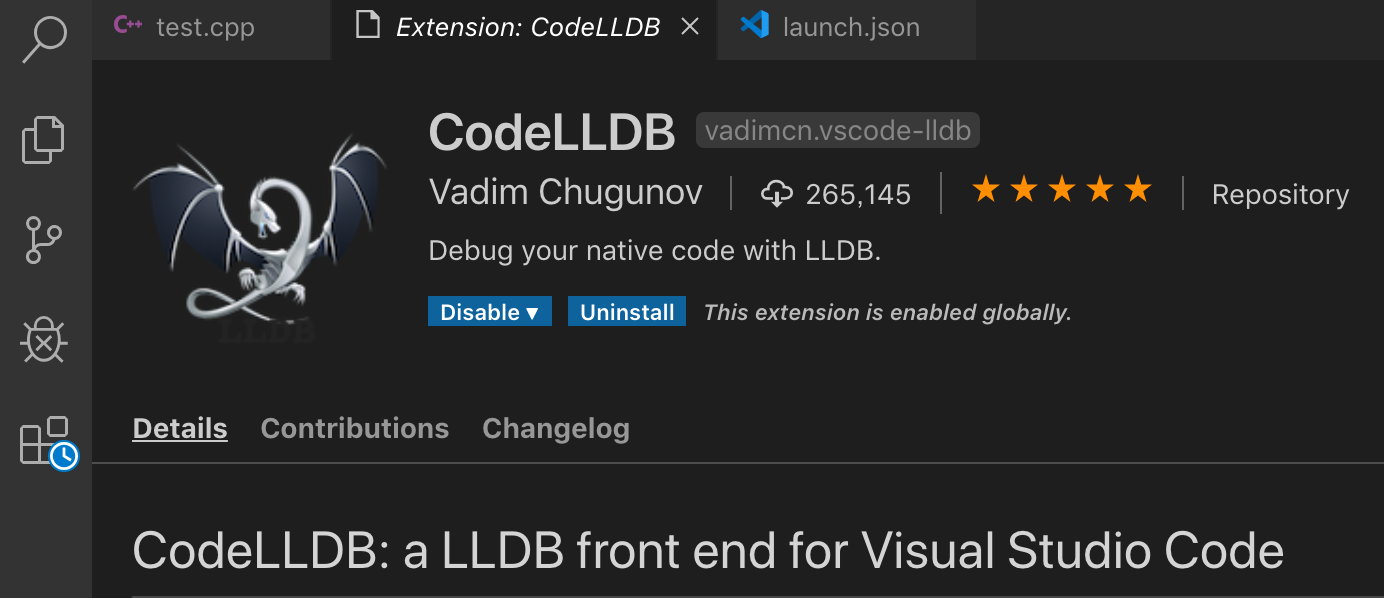 test.cpp
Extension: CodeLLDB
launch.json
CodeLLDB vadimcn.vscode-lldb
Vadim Chugunov | 265,145 | ★★★★★ | Repository
Debug your native code with LLDB.
Disable ▾ Uninstall This extension is enabled globally.
LLDB
Details Contributions Changelog
CodeLLDB: a LLDB front end for Visual Studio Code